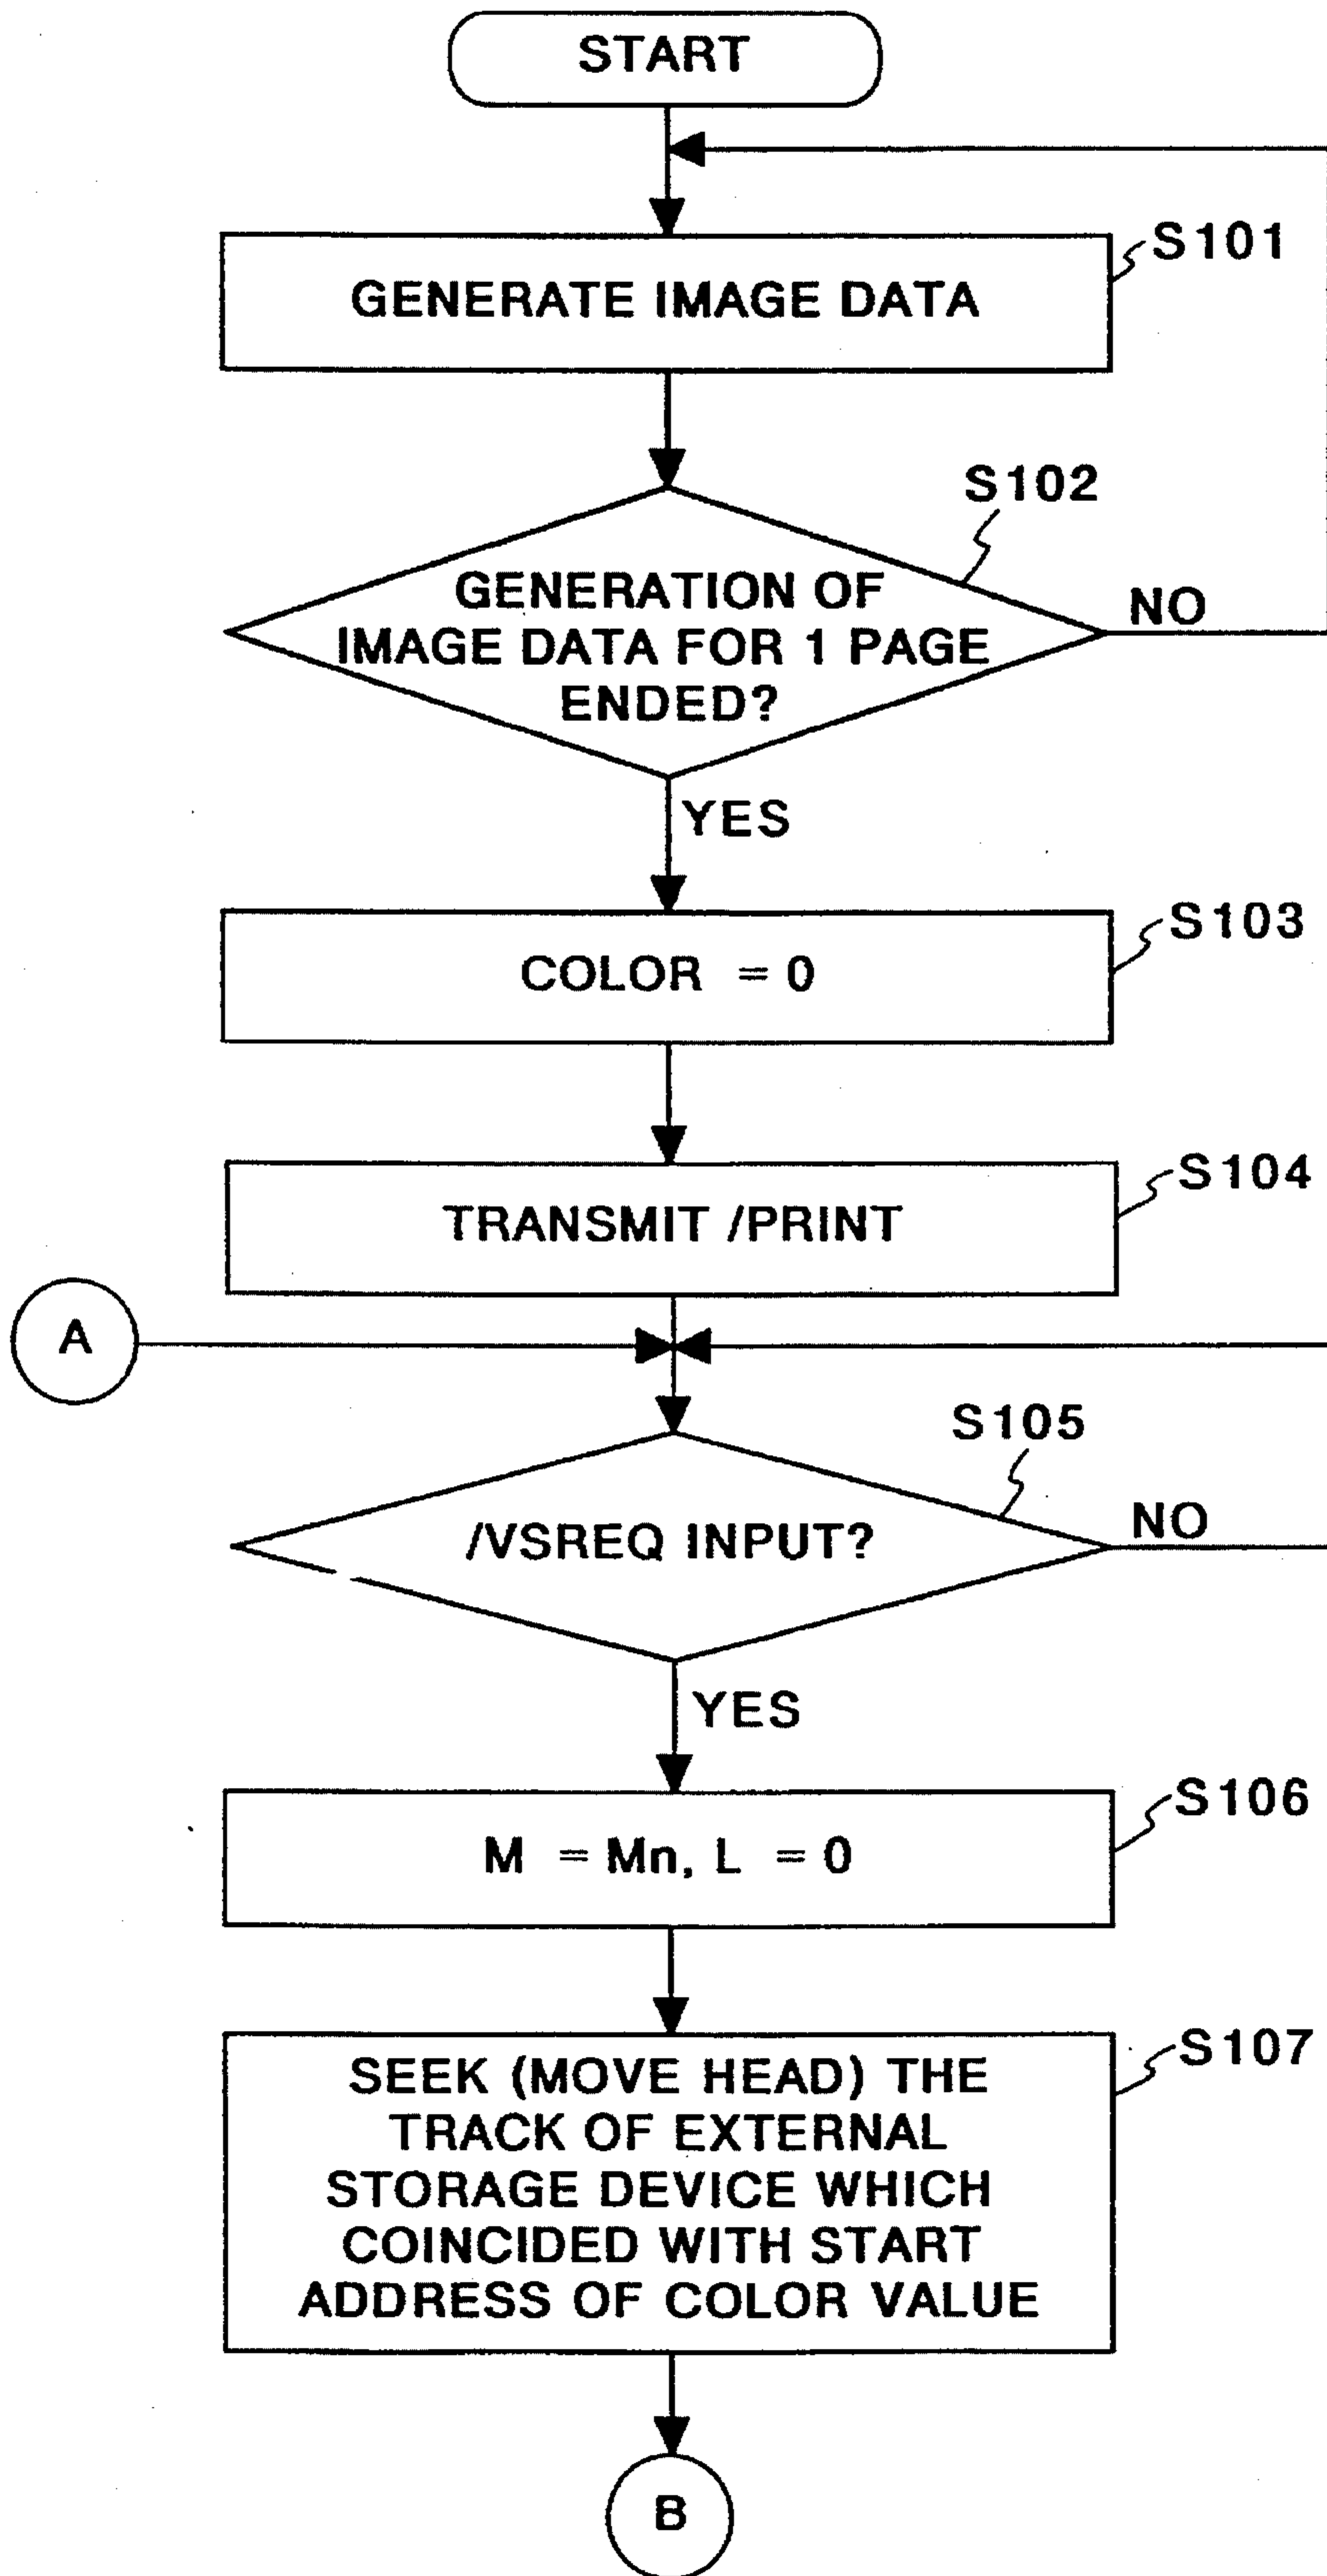 START
S101
GENERATE IMAGE DATA
S102
GENERATION OF
IMAGE DATA FOR 1 PAGE
ENDED?
NO
YES
S103
COLOR = 0
S104
TRANSMIT /PRINT
A
S105
/VSREQ INPUT?
NO
YES
S106
M = Mn, L = 0
S107
SEEK (MOVE HEAD) THE
TRACK OF EXTERNAL
STORAGE DEVICE WHICH
COINCIDED WITH START
ADDRESS OF COLOR VALUE
B